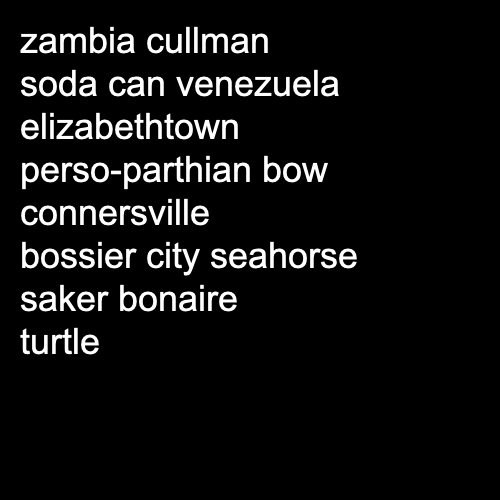 zambia cullman
soda can venezuela
elizabethtown
perso-parthian bow
connersville
bossier city seahorse
saker bonaire
turtle